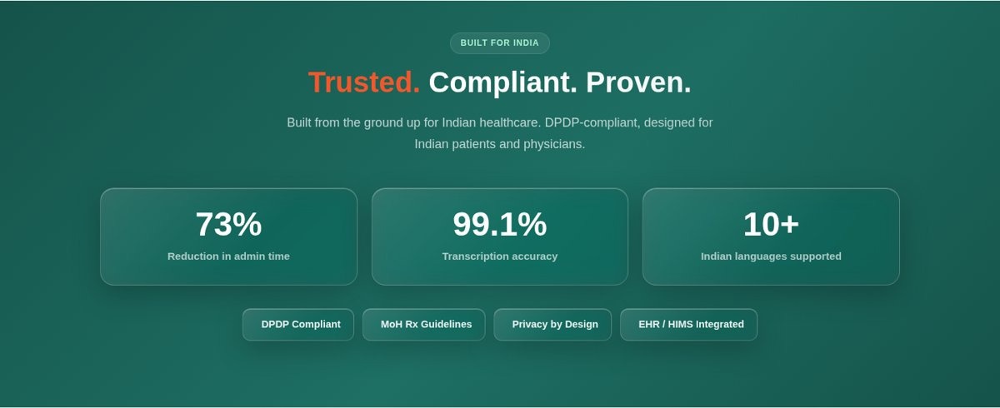 BUILT FOR INDIA
Trusted. Compliant. Proven.
Built from the ground up for Indian healthcare. DPDP-compliant, designed for
Indian patients and physicians.
73%
Reduction in admin time
99.1%
Transcription accuracy
10+
Indian languages supported
DPDP Compliant
MoH Rx Guidelines
Privacy by Design
EHR / HIMS Integrated